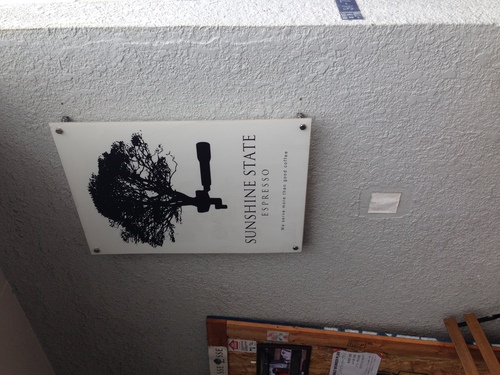 SUNSHINE STATE
ESPRESSO
We serve more than good coffee